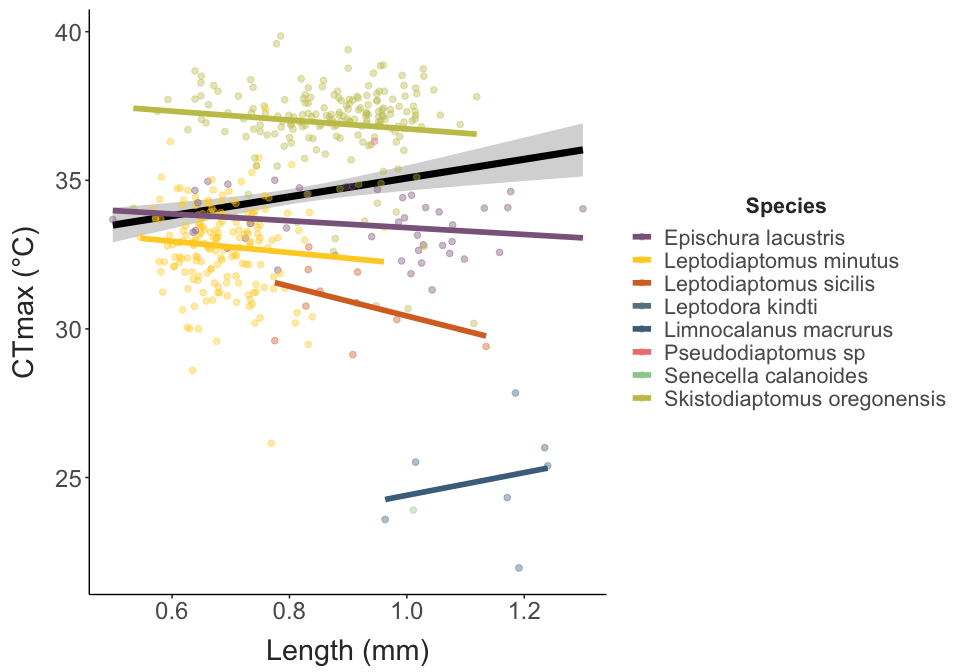 40
35
30
25
CTmax (°C)
0.6
0.8
1.0
1.2
Length (mm)
Species
Epischura lacustris
Leptodiaptomus minutus
Leptodiaptomus sicilis
Leptodora kindti
Limnocalanus macrurus
Pseudodiaptomus sp
Senecella calanoides
Skistodiaptomus oregonensis